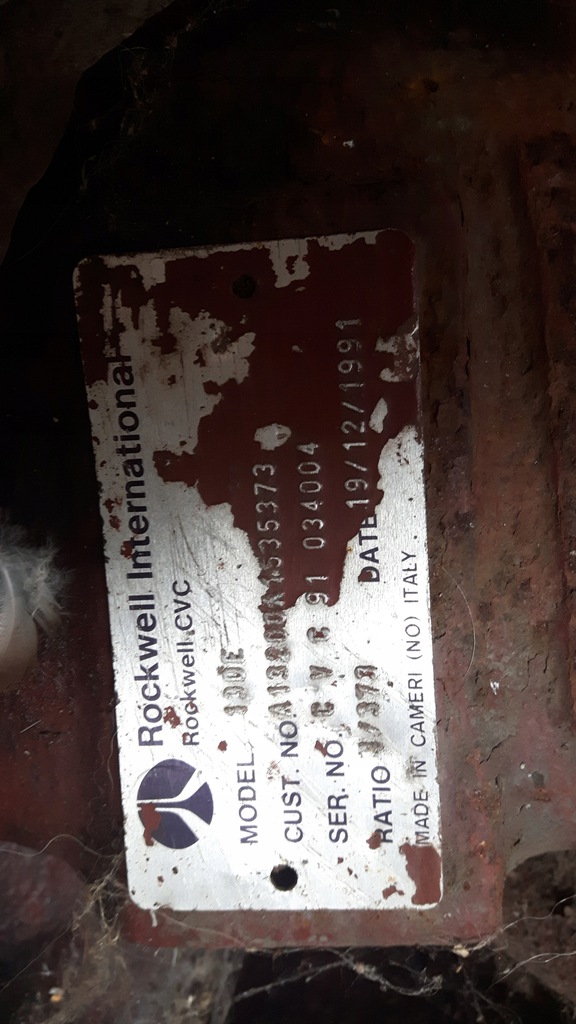 Rockwell International
Rockwell.CVC
MODEL
CUST. NO. 1535373
SER. NO. C V C 91 034004
RATIO DATE 19/12/1991
MADE IN CAMERI (NO) ITALY.